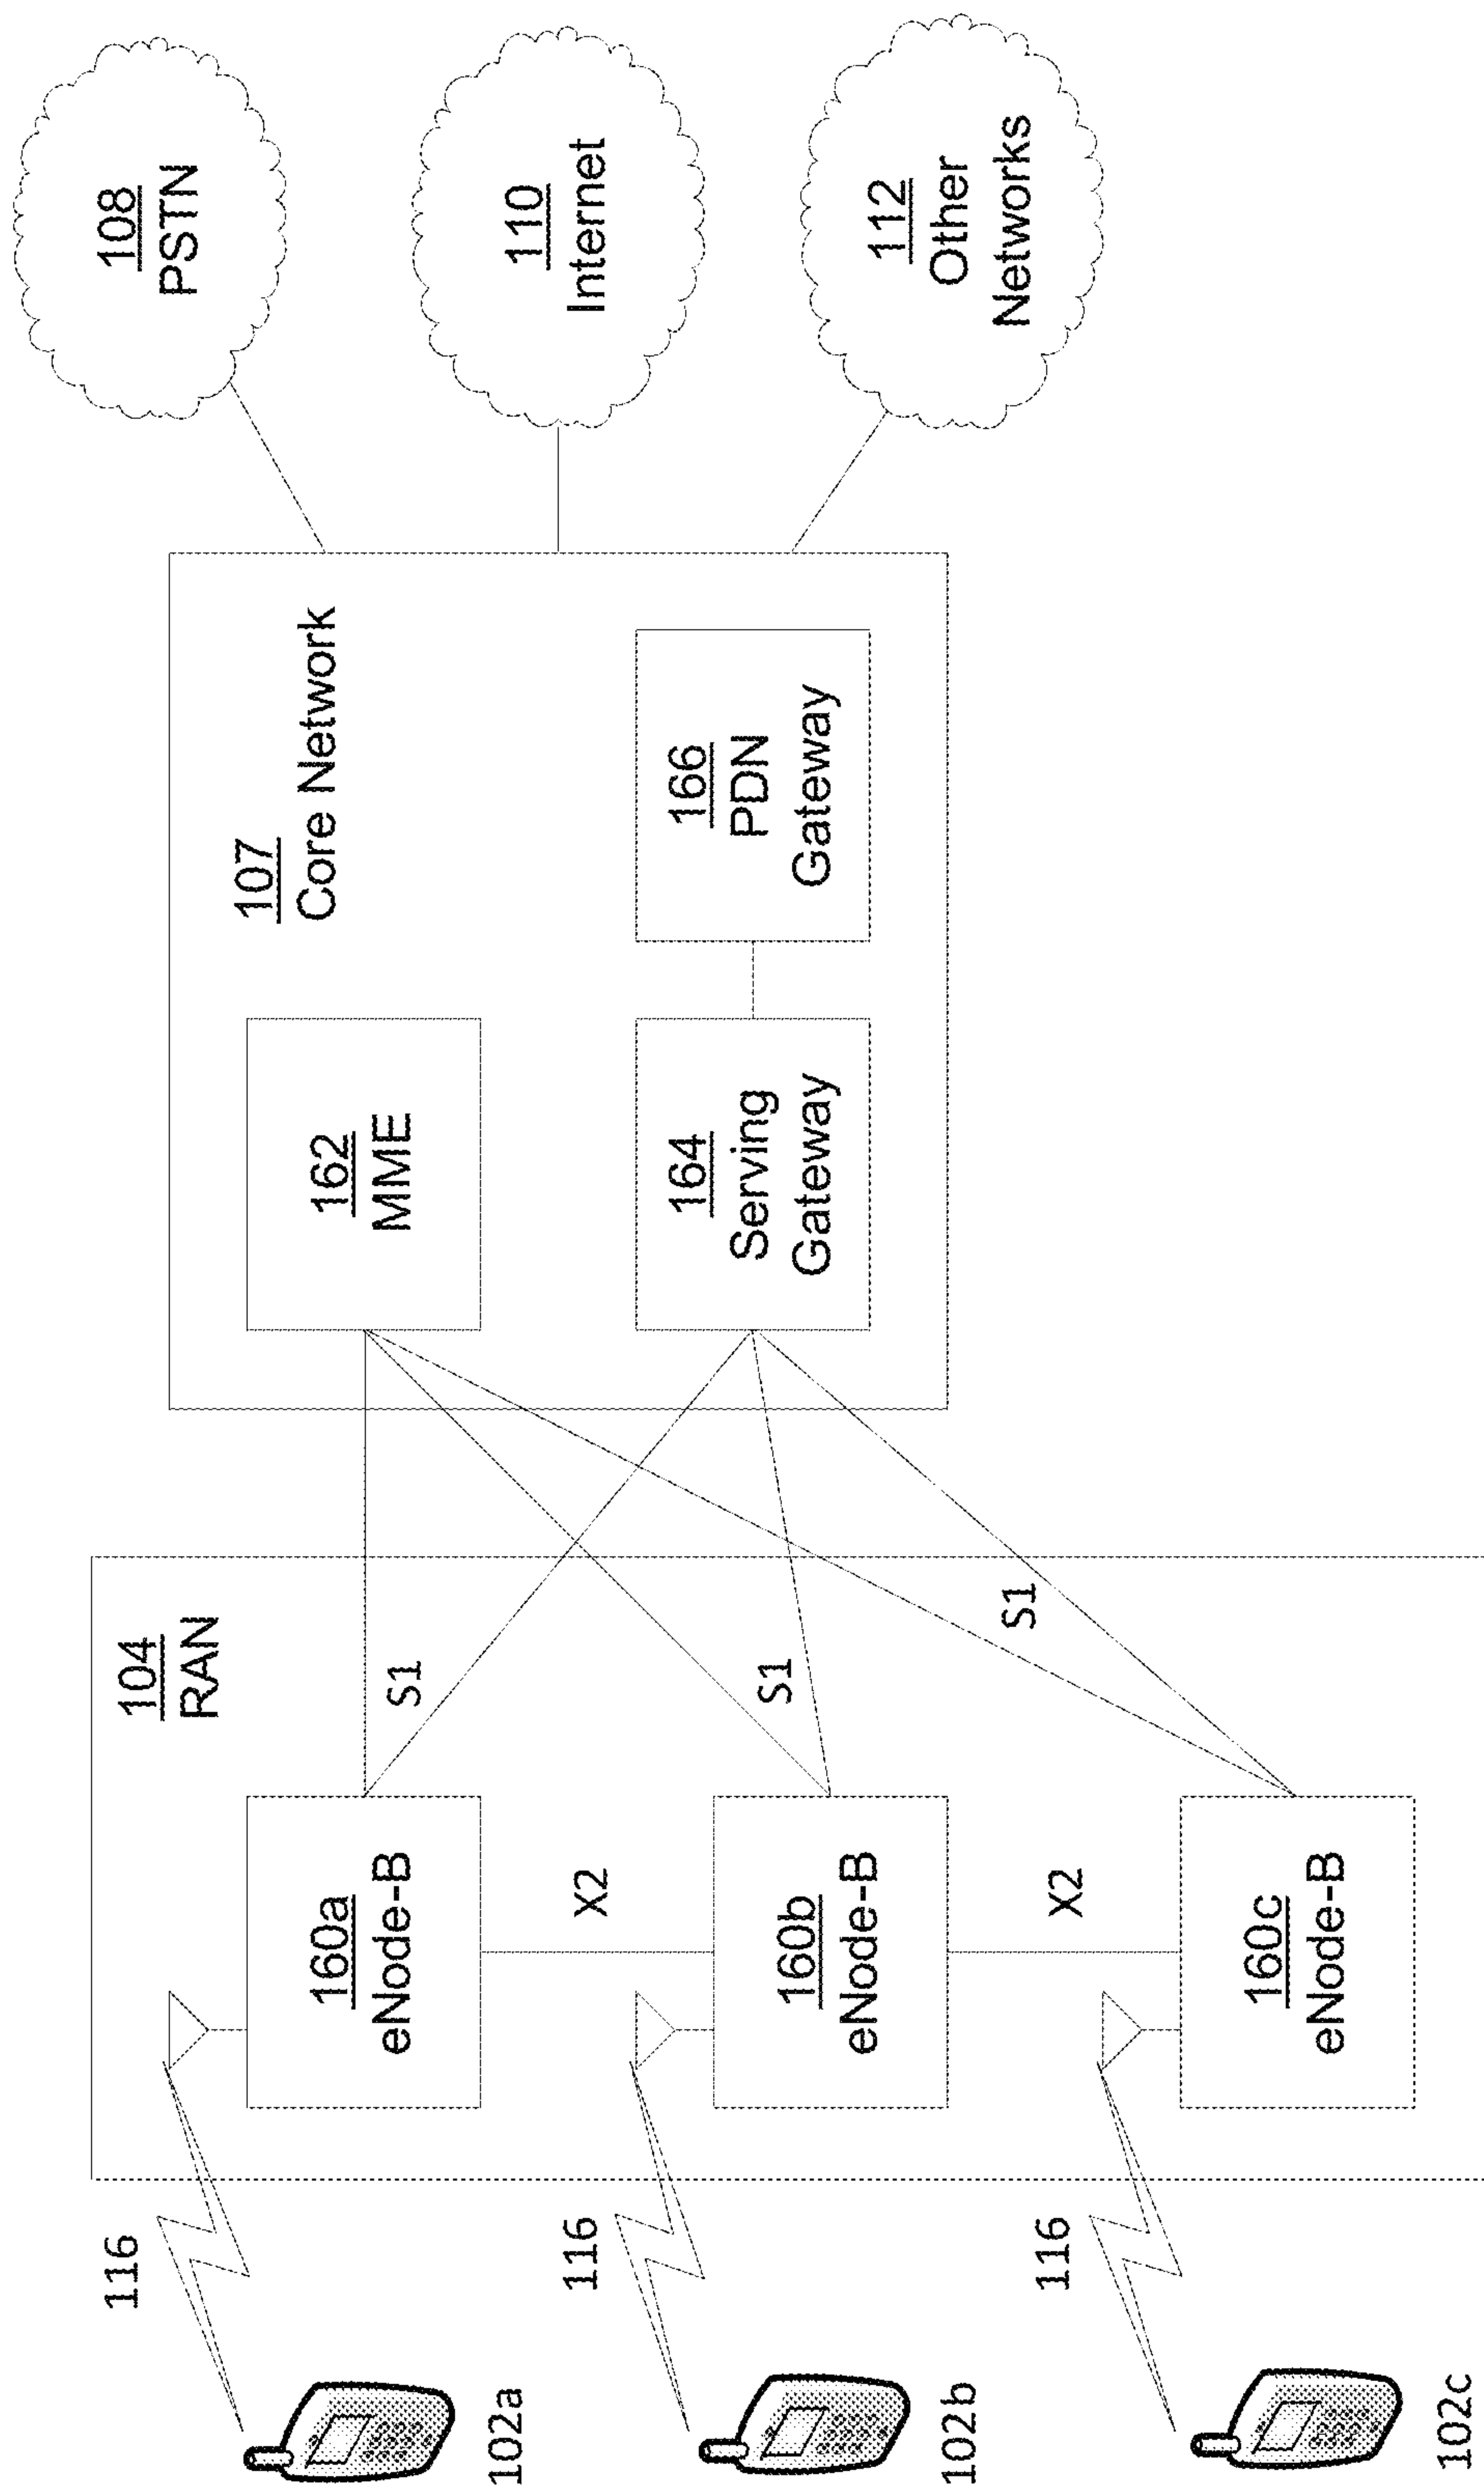 116
102a
116
102b
116
102c
104
RAN
160a
eNode-B
X2
160b
eNode-B
X2
160c
eNode-B
S1
S1
S1
107
Core Network
162
MME
164
Serving
Gateway
166
PDN
Gateway
108
PSTN
110
Internet
112
Other
Networks